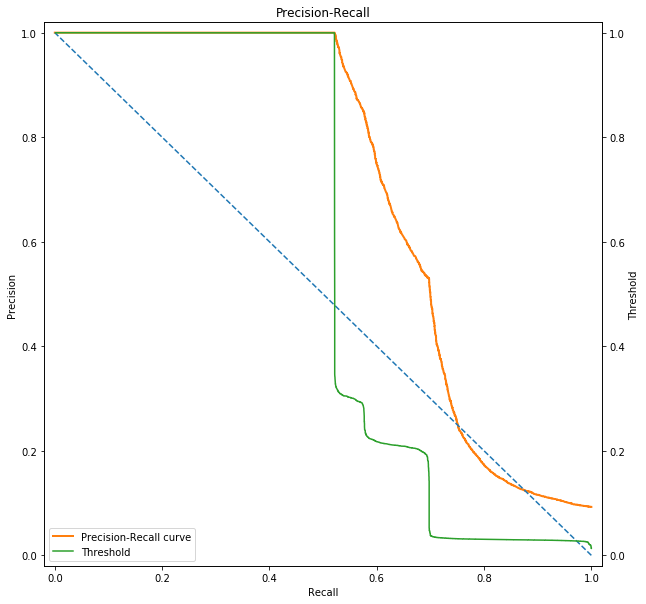 Precision-Recall
1.0
0.8
0.6
0.4
0.2
0.0
Precision
1.0
0.8
0.6
0.4
0.2
0.0
Threshold
Precision-Recall curve
Threshold
0.0 0.2 0.4 0.6 0.8 1.0
Recall